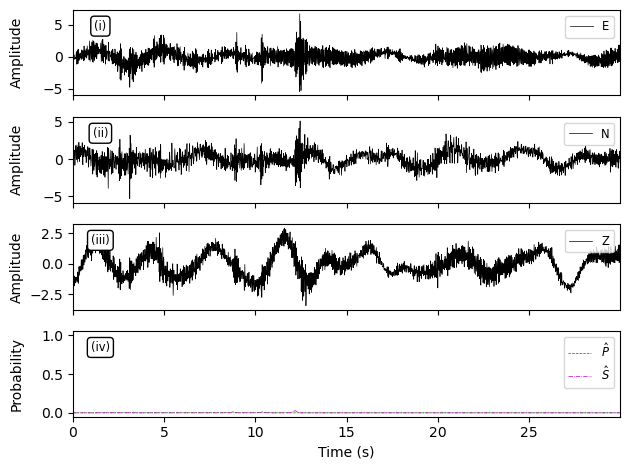 (i)
E
Amplitude
5
0
−5
(ii)
N
Amplitude
5
0
−5
(iii)
Z
Amplitude
2.5
0.0
−2.5
(iv)
P̂
Ŝ
Probability
1.0
0.5
0.0
0 5 10 15 20 25
Time (s)